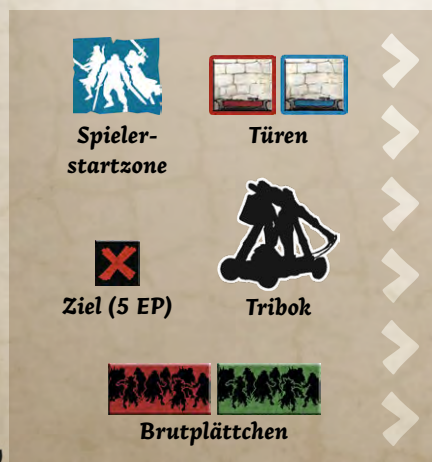 Spieler-
startzone
Türen
Ziel (5 EP)
Tribok
Brutplättchen